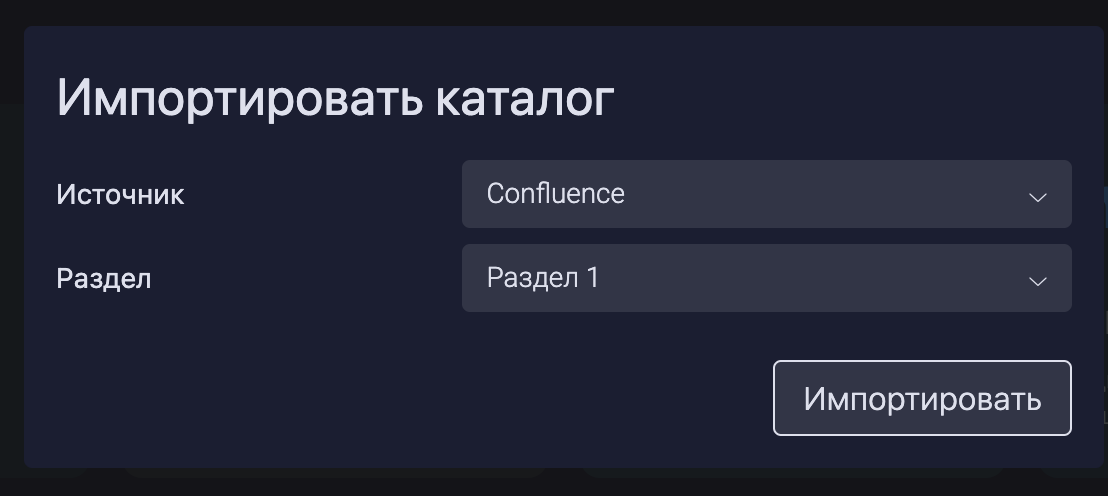 Импортировать каталог
Источник
Confluence
Раздел
Раздел 1
Импортировать